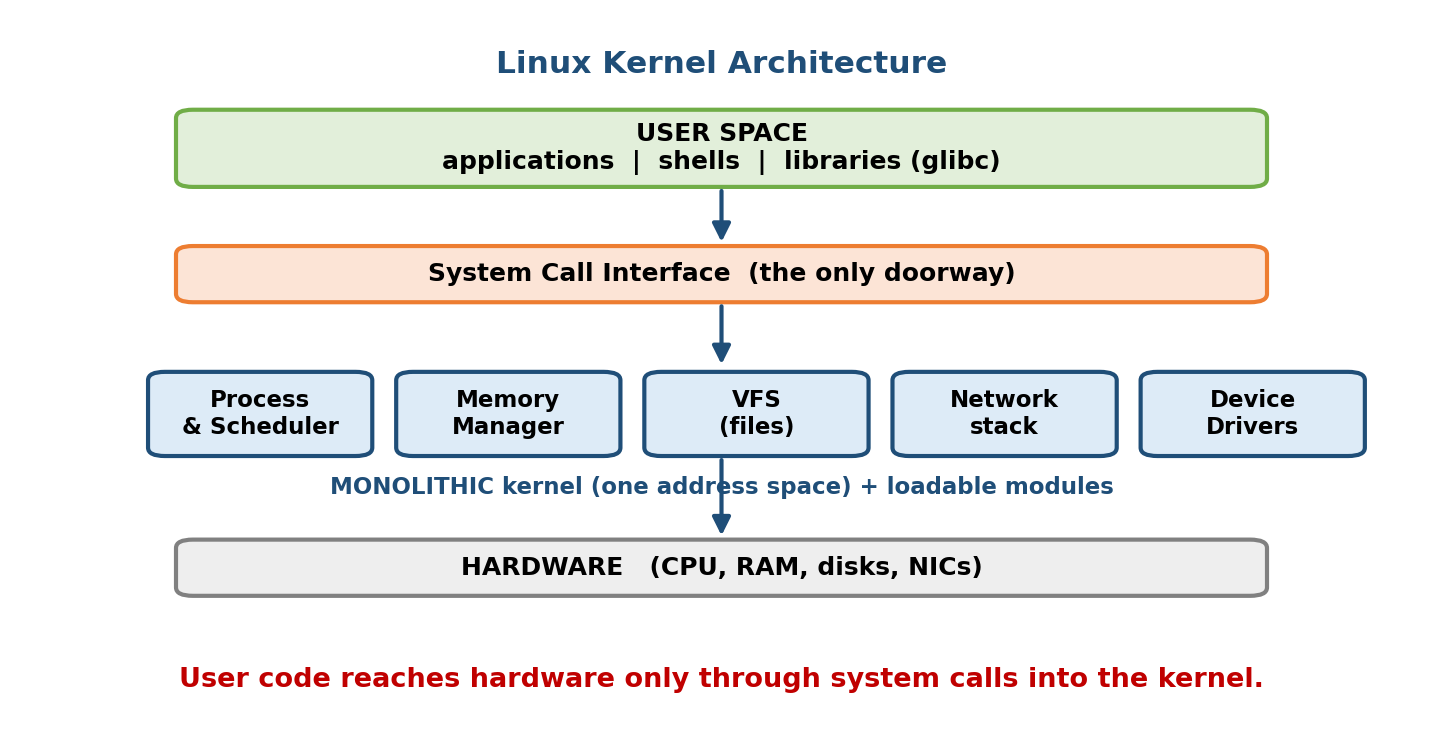 Linux Kernel Architecture
USER SPACE
applications | shells | libraries (glibc)
System Call Interface (the only doorway)
Process
& Scheduler
Memory
Manager
VFS
(files)
Network
stack
Device
Drivers
MONOLITHIC kernel (one address space) + loadable modules
HARDWARE (CPU, RAM, disks, NICs)
User code reaches hardware only through system calls into the kernel.